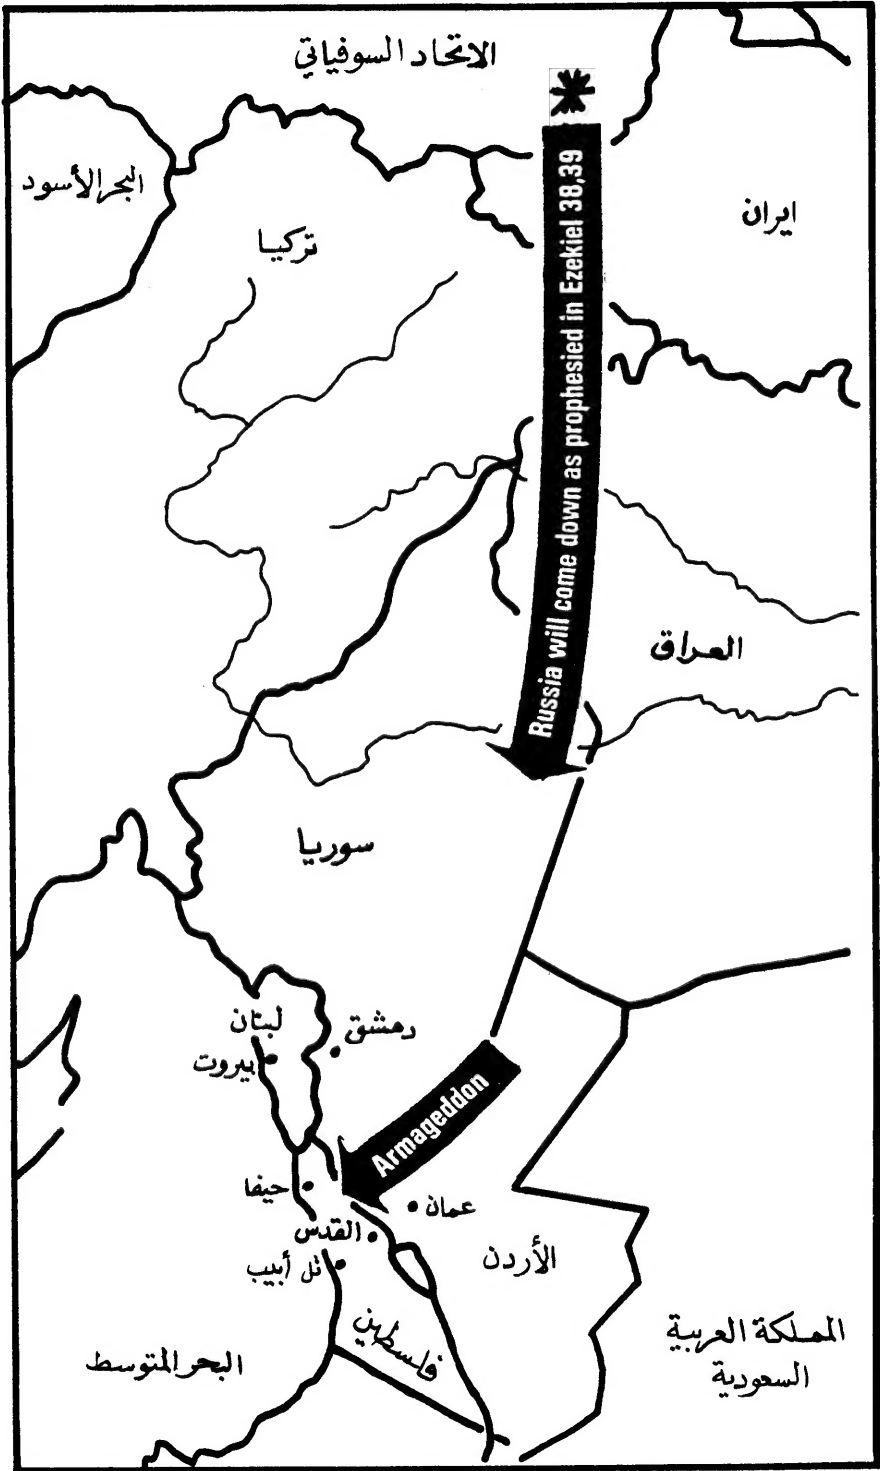 الاتحاد السوفياتي
البحر الأسود
تركيا
ايران
Russia will come down as prophesied in Ezekiel 38,39
العراق
سوريا
لبنان
دمشق
بيروت
Armageddon
حيفا
عمان
القدس
تل أبيب
الأردن
فلسطين
المملكة العربية
السعودية
البحر المتوسط